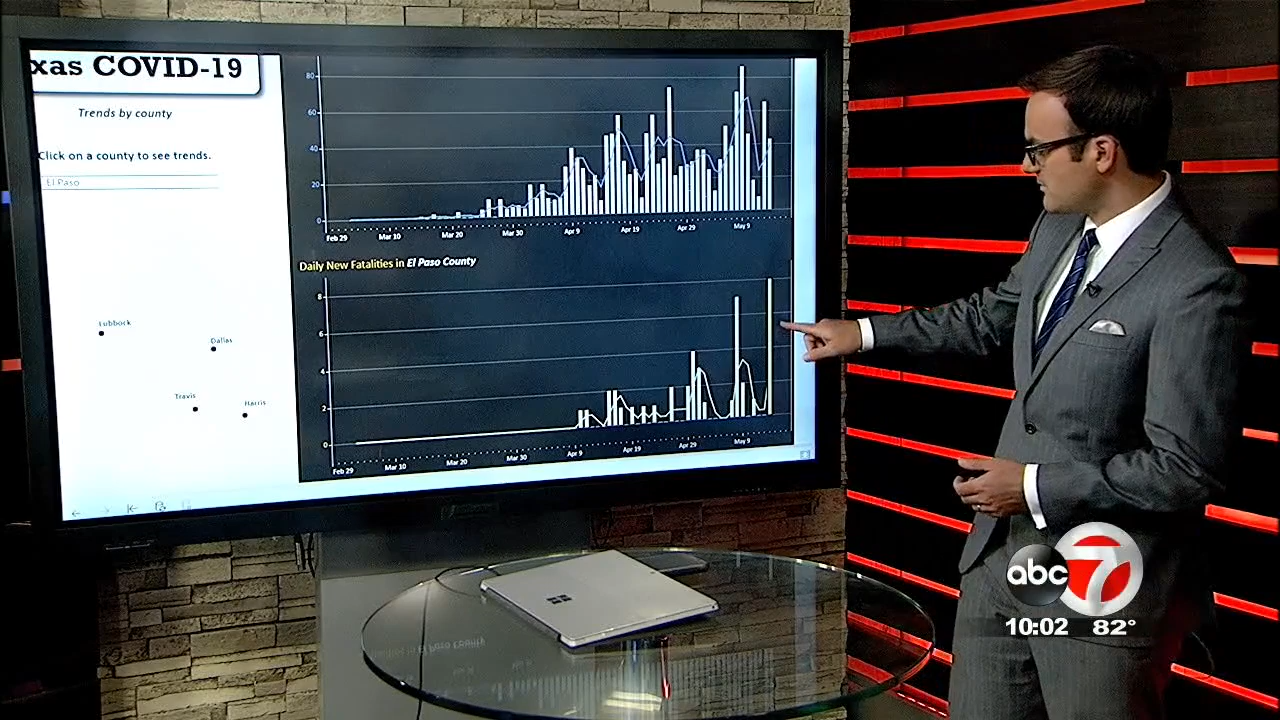 xas COVID-19
Trends by county
Click on a county to see trends.
El Paso
Lubbock
Dallas
Travis
Harris
80
60
40
20
0
Feb 29 Mar 10 Mar 20 Mar 30 Apr 9 Apr 19 Apr 29 May 9
Daily New Fatalities in El Paso County
8
6
4
2
0
Feb 29 Mar 10 Mar 20 Mar 30 Apr 9 Apr 19 Apr 29 May 9
abc 7
10:02 82°